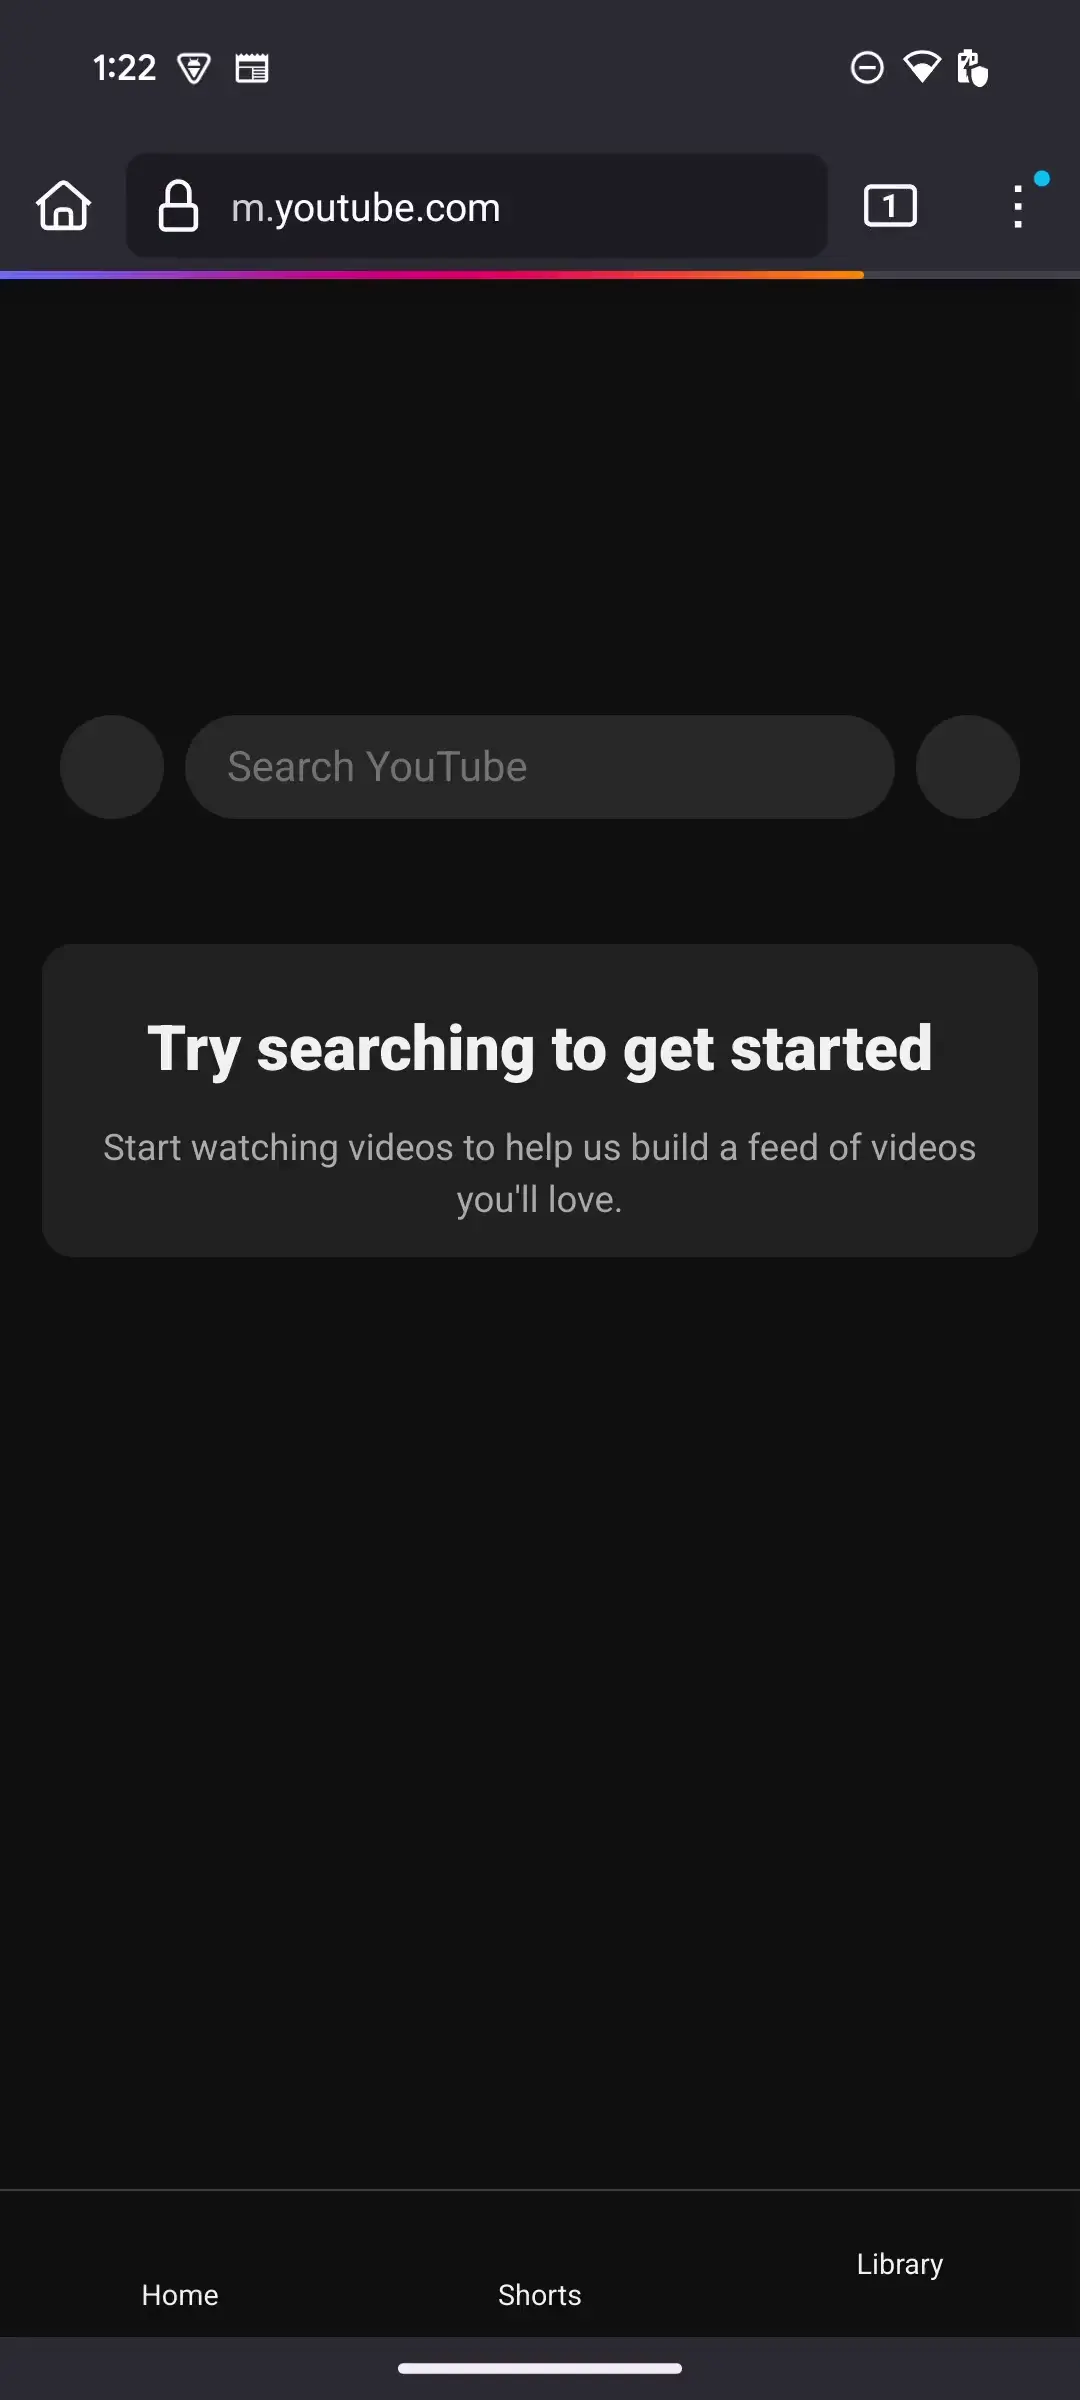 1:22
m.youtube.com
1
Search YouTube
Try searching to get started
Start watching videos to help us build a feed of videos
you'll love.
Home
Shorts
Library